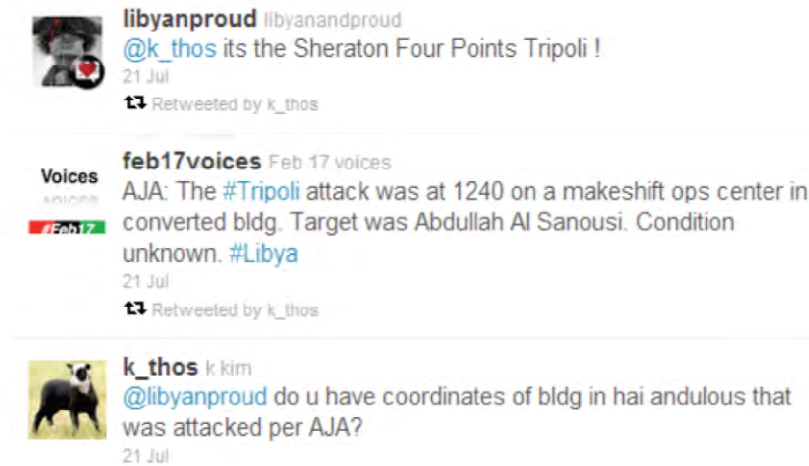 libyanproud libyanandproud
@k_thos its the Sheraton Four Points Tripoli !
21 Jul
Retweeted by k_thos
Voices
#Feb17
feb17voices Feb 17 voices
AJA: The #Tripoli attack was at 1240 on a makeshift ops center in
converted bldg. Target was Abdullah Al Sanousi. Condition
unknown. #Libya
21 Jul
Retweeted by k_thos
k_thos k kim
@libyanproud do u have coordinates of bldg in hai andulous that
was attacked per AJA?
21 Jul